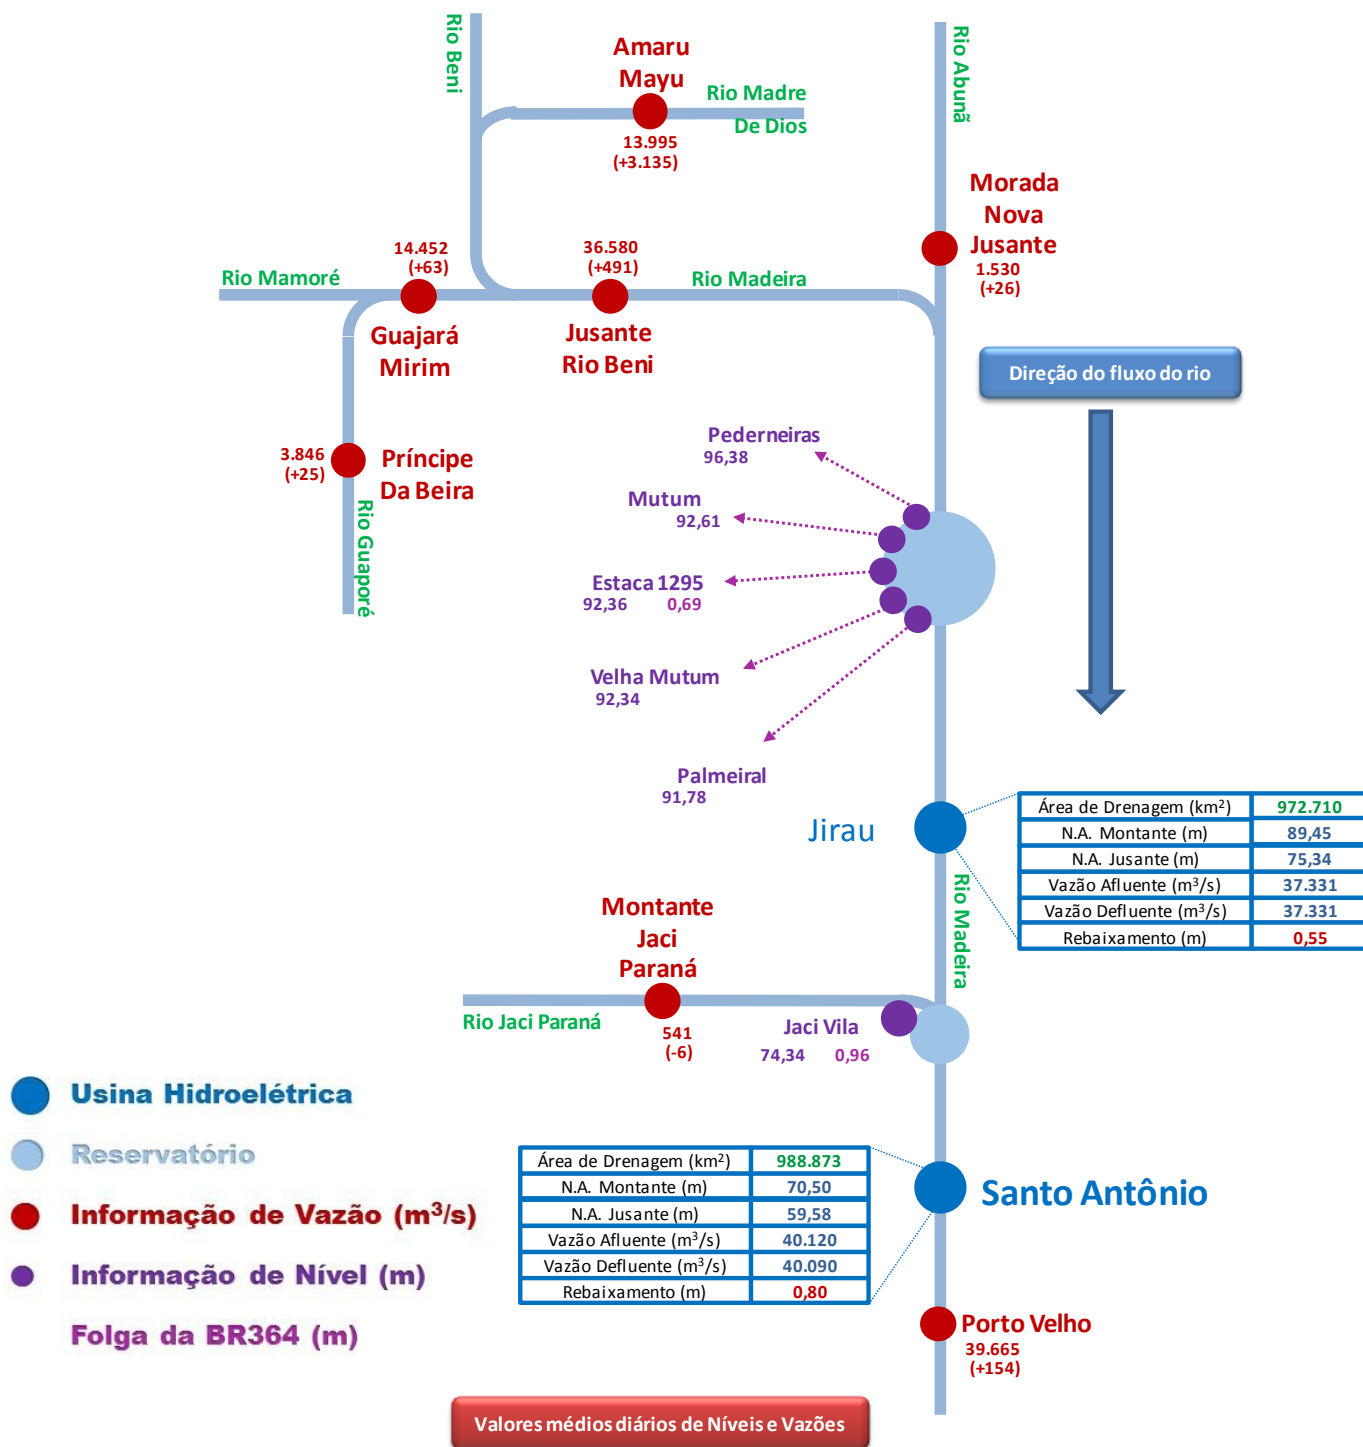 Rio Beni
Amaru
Mayu
Rio Madre
De Dios
13.995
(+3.135)
Rio Abunã
Morada
Nova
Jusante
1.530
(+26)
14.452
(+63)
36.580
(+491)
Rio Mamoré
Rio Madeira
Guajará
Mirim
Jusante
Rio Beni
Direção do fluxo do rio
3.846
(+25)
Príncipe
Da Beira
Rio Guaporé
Pederneiras
96,38
Mutum
92,61
Estaca 1295
92,36 0,69
Velha Mutum
92,34
Palmeiral
91,78
Jirau
Área de Drenagem (km²) 972.710
N.A. Montante (m) 89,45
N.A. Jusante (m) 75,34
Vazão Afluente (m³/s) 37.331
Vazão Defluente (m³/s) 37.331
Rebaixamento (m) 0,55
Rio Madeira
Montante
Jaci
Paraná
Rio Jaci Paraná
541
(-6)
Jaci Vila
74,34 0,96
Usina Hidroelétrica
Reservatório
Informação de Vazão (m³/s)
Informação de Nível (m)
Folga da BR364 (m)
Área de Drenagem (km²) 988.873
N.A. Montante (m) 70,50
N.A. Jusante (m) 59,58
Vazão Afluente (m³/s) 40.120
Vazão Defluente (m³/s) 40.090
Rebaixamento (m) 0,80
Santo Antônio
Porto Velho
39.665
(+154)
Valores médios diários de Níveis e Vazões